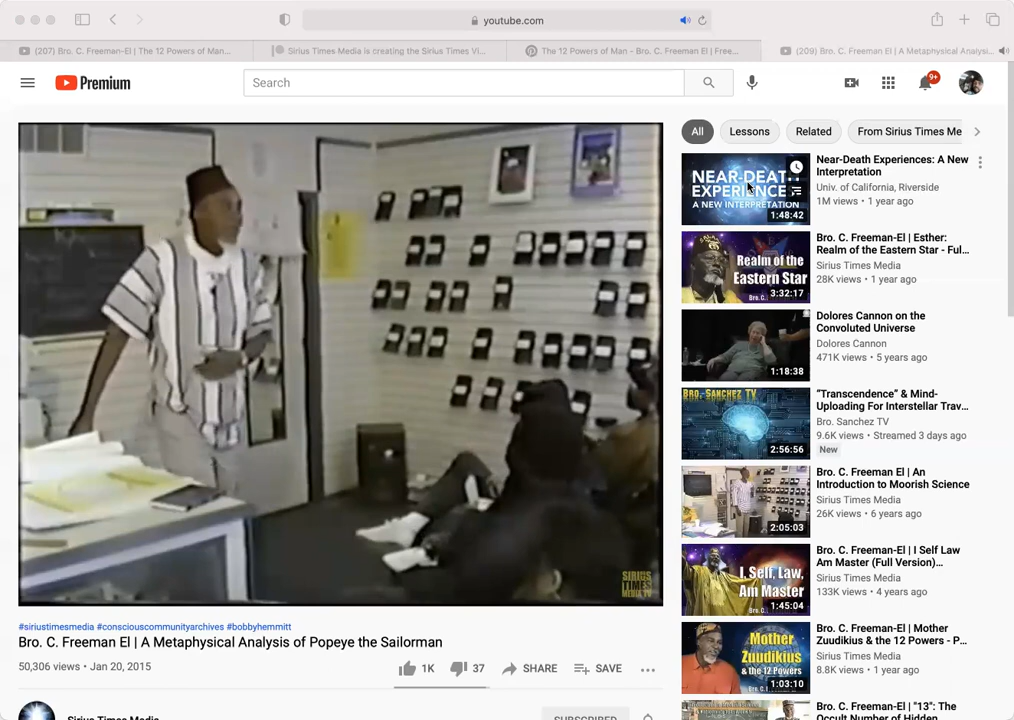 youtube.com
(207) Bro. C. Freeman-El | The 12 Powers of Man...
Sirius Times Media is creating the Sirius Times Vi...
The 12 Powers of Man - Bro. C. Freeman El | Free...
(209) Bro. C. Freeman El | A Metaphysical Analysi...
Premium
Search
9+
All
Lessons
Related
From Sirius Times Me
NEAR-DEATH
EXPERIENCES
A NEW INTERPRETATION
1:48:42
Near-Death Experiences: A New
Interpretation
Univ. of California, Riverside
1M views • 1 year ago
Realm of the
Eastern Star
Bro. C.
3:32:17
Bro. C. Freeman-El | Esther:
Realm of the Eastern Star - Ful...
Sirius Times Media
28K views • 1 year ago
1:18:38
Dolores Cannon on the
Convoluted Universe
Dolores Cannon
471K views • 5 years ago
BRO. SANCHEZ TV
2:56:56
“Transcendence” & Mind-
Uploading For Interstellar Trav...
Bro. Sanchez TV
9.6K views • Streamed 3 days ago
New
2:05:03
Bro. C. Freeman El | An
Introduction to Moorish Science
Sirius Times Media
26K views • 6 years ago
I, Self, Law,
Am Master
1:45:04
Bro. C. Freeman-El | I Self Law
Am Master (Full Version)...
Sirius Times Media
133K views • 4 years ago
Mother
Zuudikius
& the 12 Powers
1:03:10
Bro. C. Freeman-El | Mother
Zuudikius & the 12 Powers - P...
Sirius Times Media
8.8K views • 1 year ago
Bro. C. Freeman-El | "13": The
Occult Number of Hidden
SIRIUS
TIMES
MEDIA TV
#siriustimesmedia #consciouscommunityarchives #bobbyhemmitt
Bro. C. Freeman El | A Metaphysical Analysis of Popeye the Sailorman
50,306 views • Jan 20, 2015
1K
37
SHARE
SAVE
Sirius Times Media
SUBSCRIBED